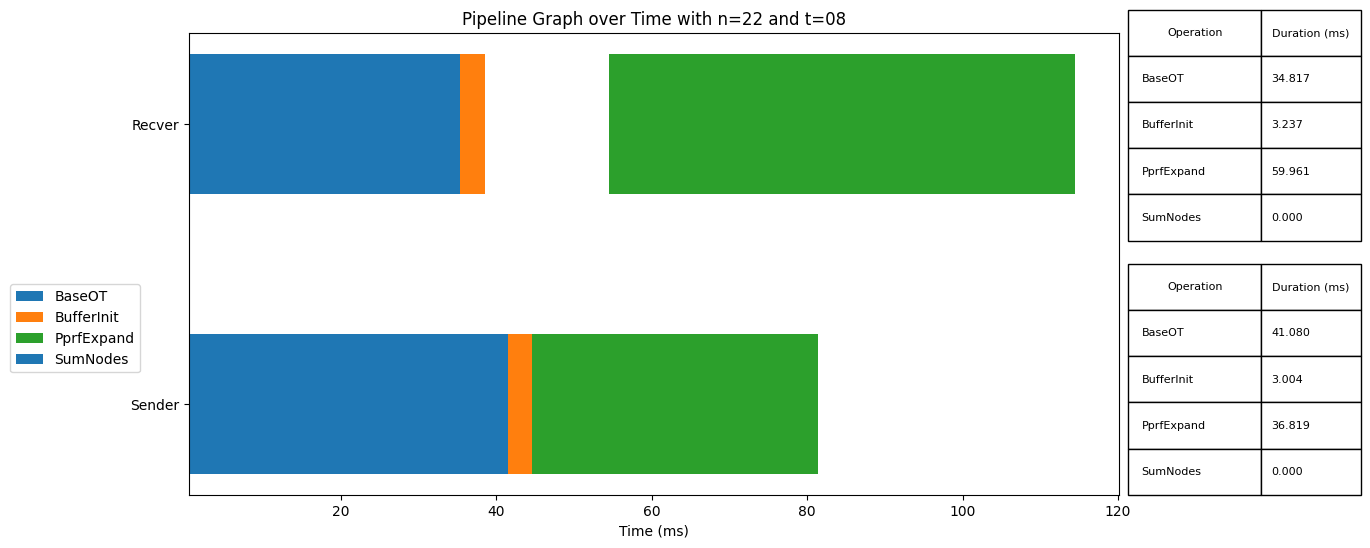 Pipeline Graph over Time with n=22 and t=08
Recver
Sender
BaseOT
BufferInit
PprfExpand
SumNodes
20 40 60 80 100 120
Time (ms)
Operation Duration (ms)
BaseOT 34.817
BufferInit 3.237
PprfExpand 59.961
SumNodes 0.000
Operation Duration (ms)
BaseOT 41.080
BufferInit 3.004
PprfExpand 36.819
SumNodes 0.000